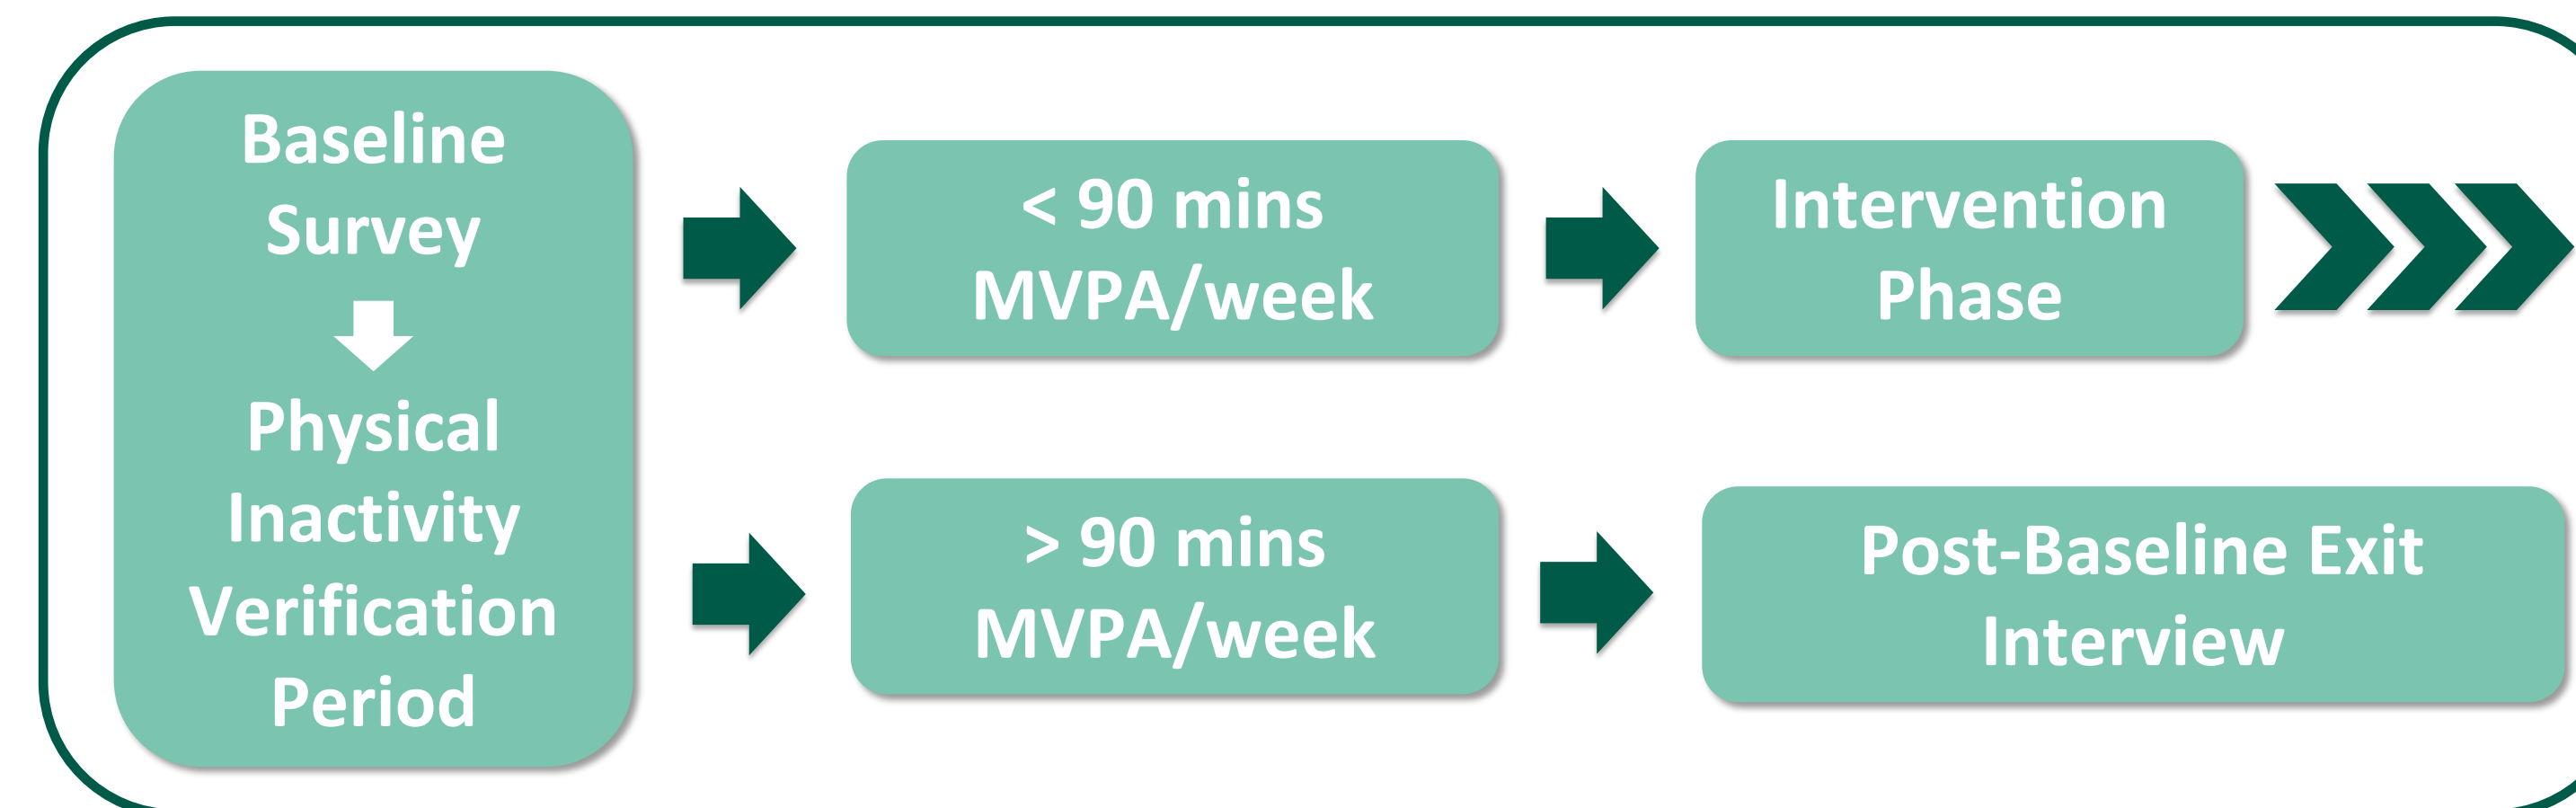 Baseline
Survey
Physical
Inactivity
Verification
Period
< 90 mins
MVPA/week
Intervention
Phase
> 90 mins
MVPA/week
Post-Baseline Exit
Interview